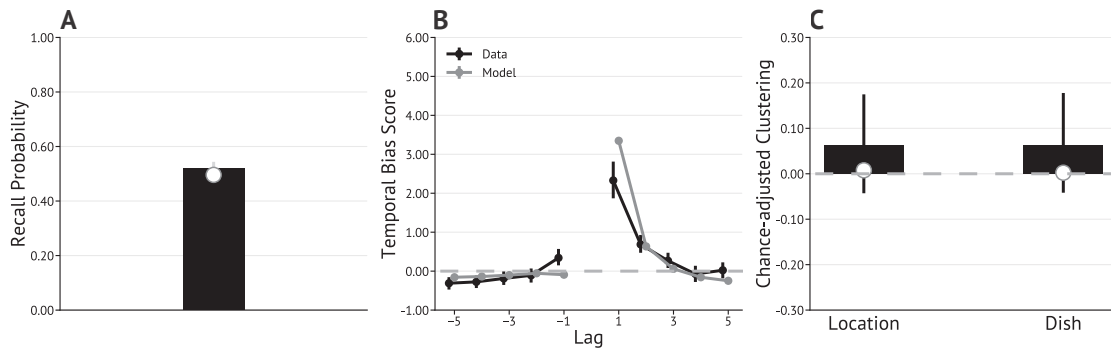 A
Recall Probability
1.00
0.80
0.60
0.40
0.20
0.00
B
Temporal Bias Score
6.00
5.00
4.00
3.00
2.00
1.00
0.00
-1.00
Data
Model
−5
−3
−1
1
3
5
Lag
C
Chance-adjusted Clustering
0.30
0.20
0.10
0.00
-0.10
-0.20
-0.30
Location
Dish